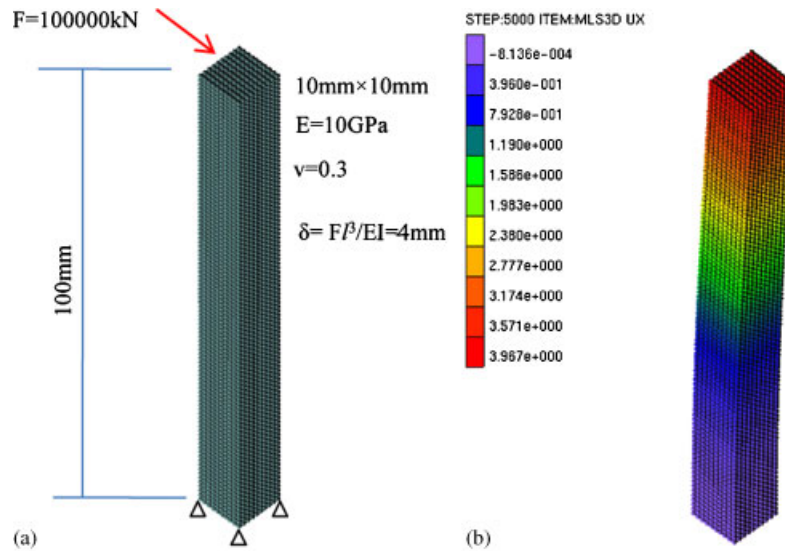 F=100000kN
10mm×10mm
E=10GPa
v=0.3
δ= Fl³/EI=4mm
100mm
(a)
STEP:5000 ITEM:MLS3D UX
-8.136e-004
3.960e-001
7.928e-001
1.190e+000
1.586e+000
1.983e+000
2.380e+000
2.777e+000
3.174e+000
3.571e+000
3.967e+000
(b)